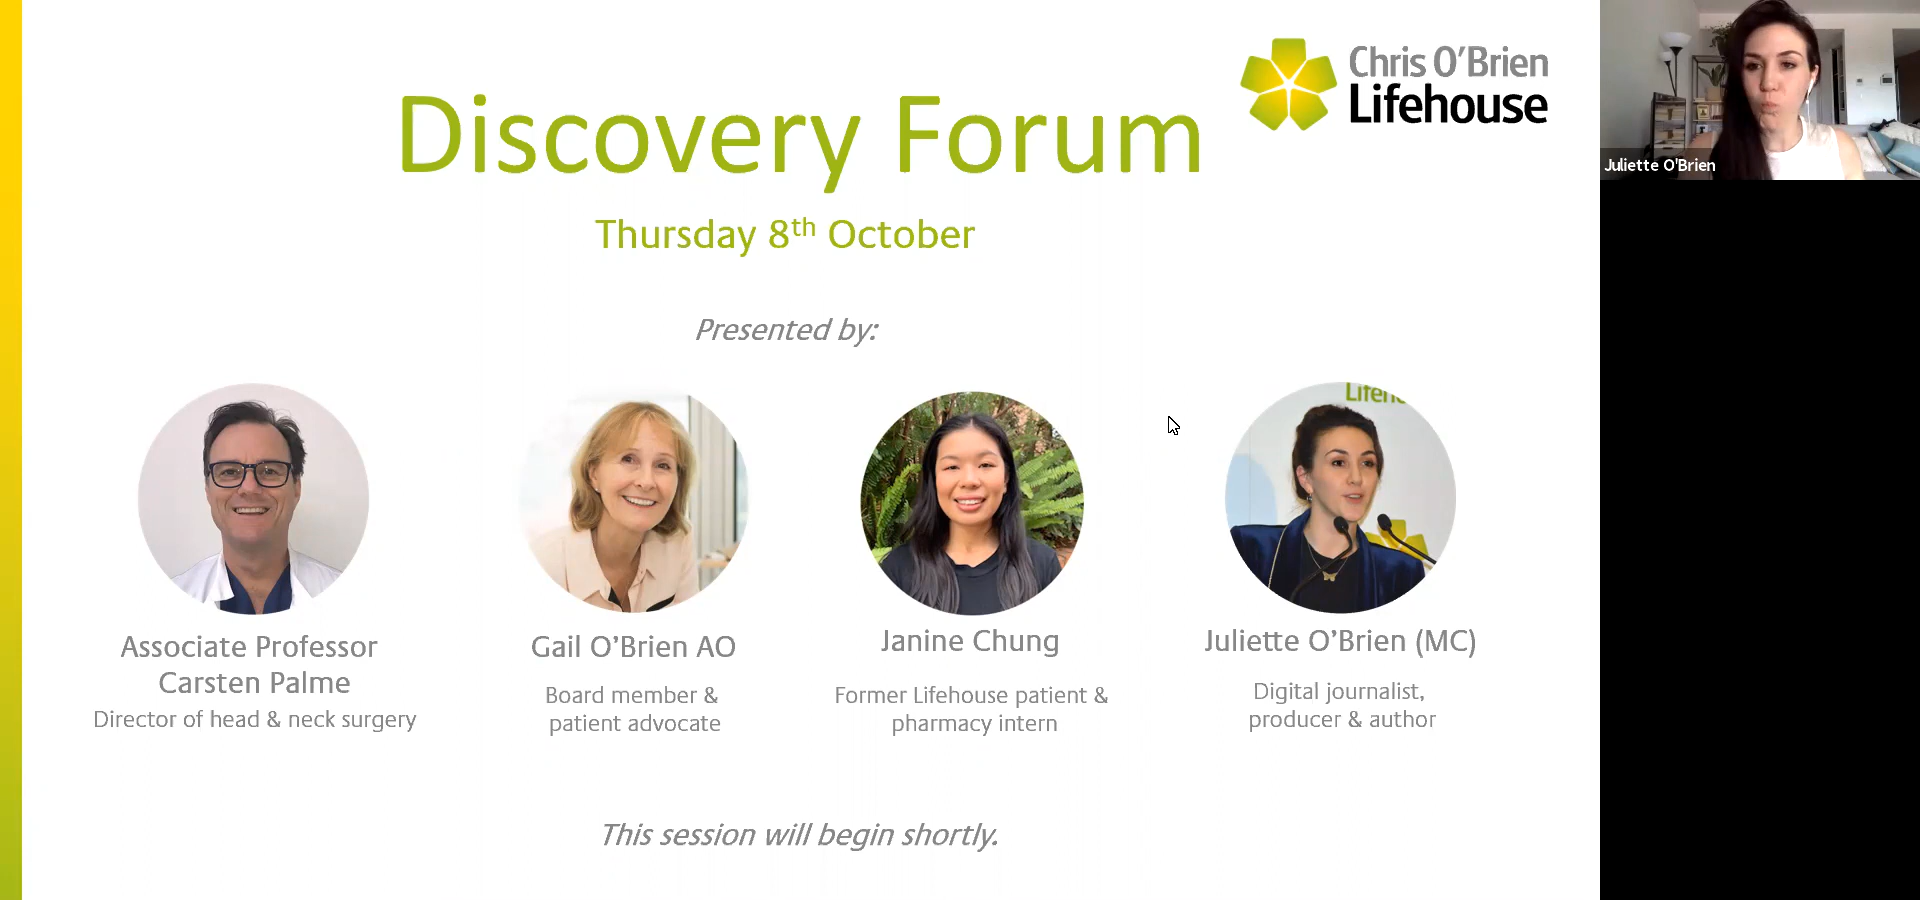 Chris O'Brien
Lifehouse
Discovery Forum
Thursday 8th October
Presented by:
Associate Professor
Carsten Palme
Director of head & neck surgery
Gail O'Brien AO
Board member &
patient advocate
Janine Chung
Former Lifehouse patient &
pharmacy intern
Juliette O'Brien (MC)
Digital journalist,
producer & author
This session will begin shortly.
Juliette O'Brien